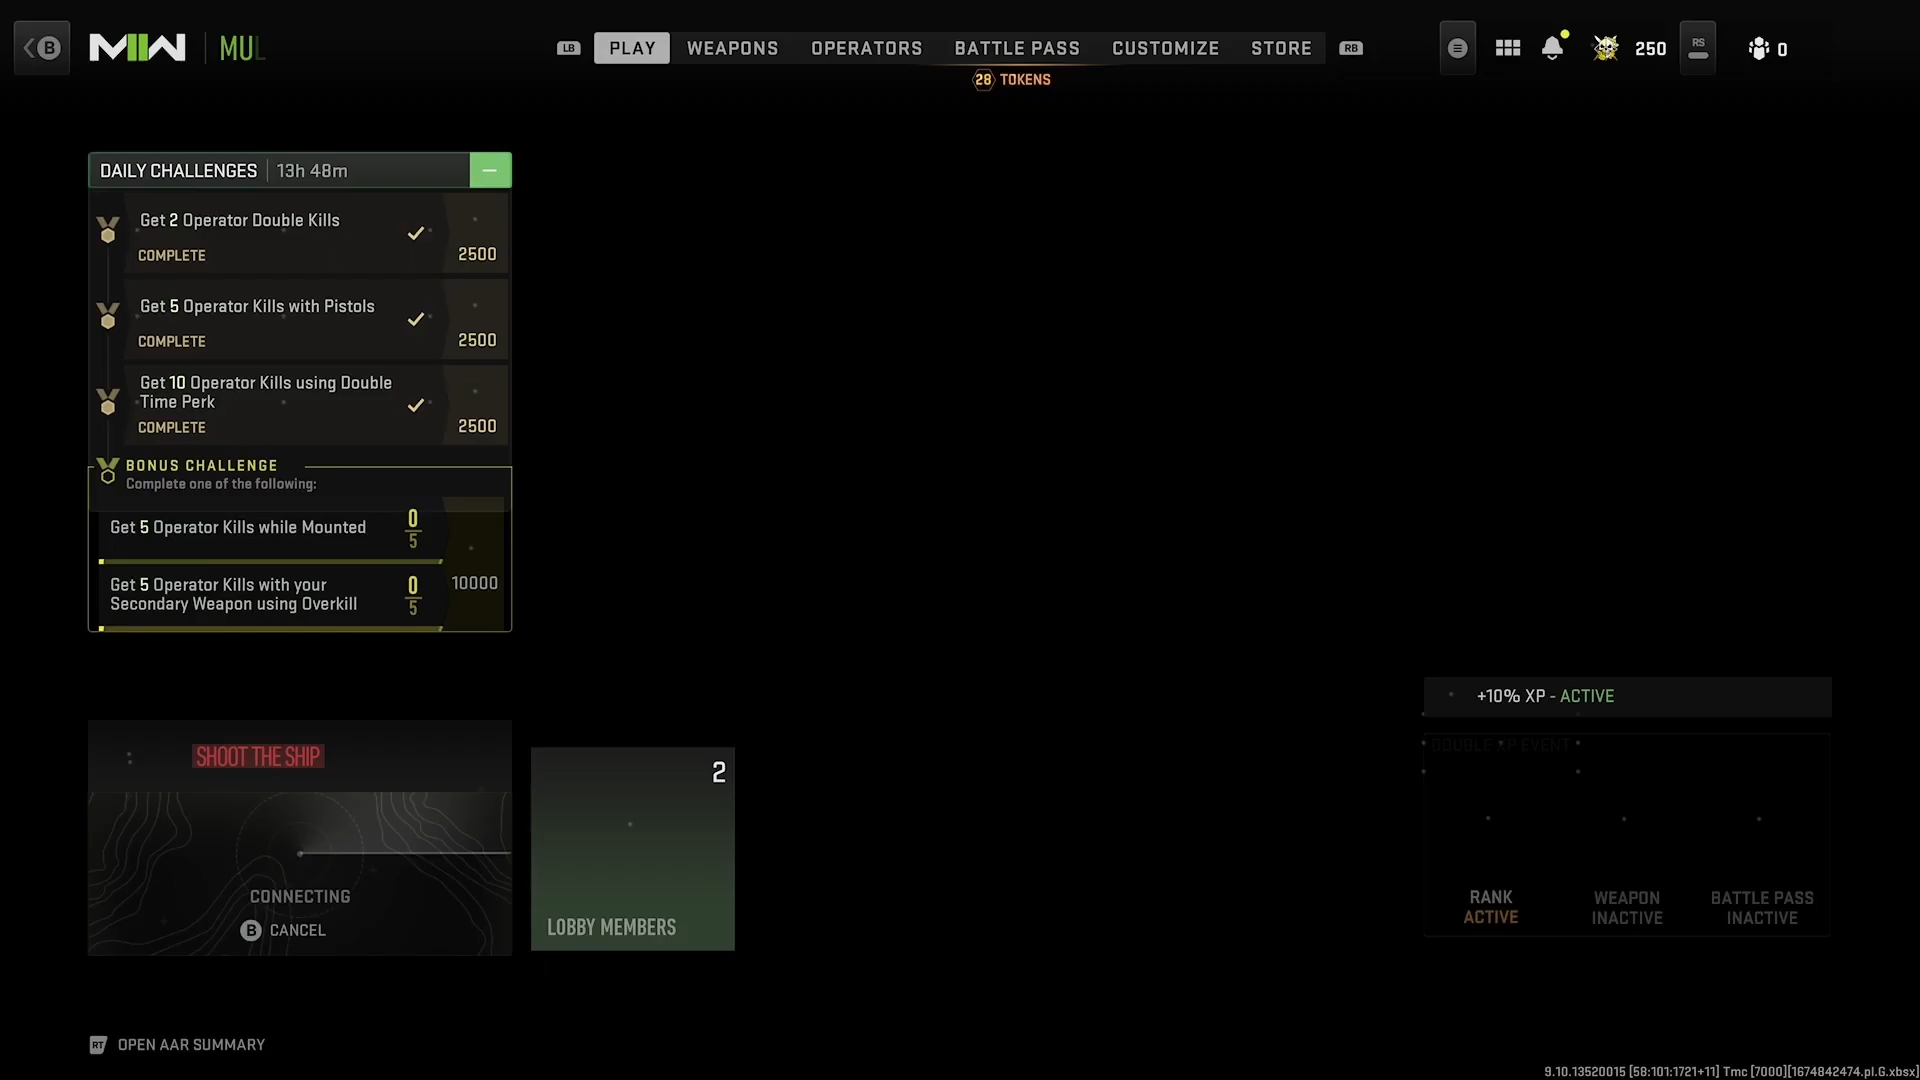 B
MW
MUL
LB
PLAY
WEAPONS
OPERATORS
BATTLE PASS
CUSTOMIZE
STORE
RB
28 TOKENS
250
RS
0
DAILY CHALLENGES
13h 48m
Get 2 Operator Double Kills
COMPLETE
2500
Get 5 Operator Kills with Pistols
COMPLETE
2500
Get 10 Operator Kills using Double
Time Perk
COMPLETE
2500
BONUS CHALLENGE
Complete one of the following:
Get 5 Operator Kills while Mounted
0
5
Get 5 Operator Kills with your
Secondary Weapon using Overkill
0
5
10000
SHOOT THE SHIP
CONNECTING
B CANCEL
2
LOBBY MEMBERS
+10% XP - ACTIVE
DOUBLE XP EVENT
RANK
ACTIVE
WEAPON
INACTIVE
BATTLE PASS
INACTIVE
RT OPEN AAR SUMMARY
9.10.13520015 [58:101:1721+11] Tmc [7000][1674842474.pl.G.xbsx]